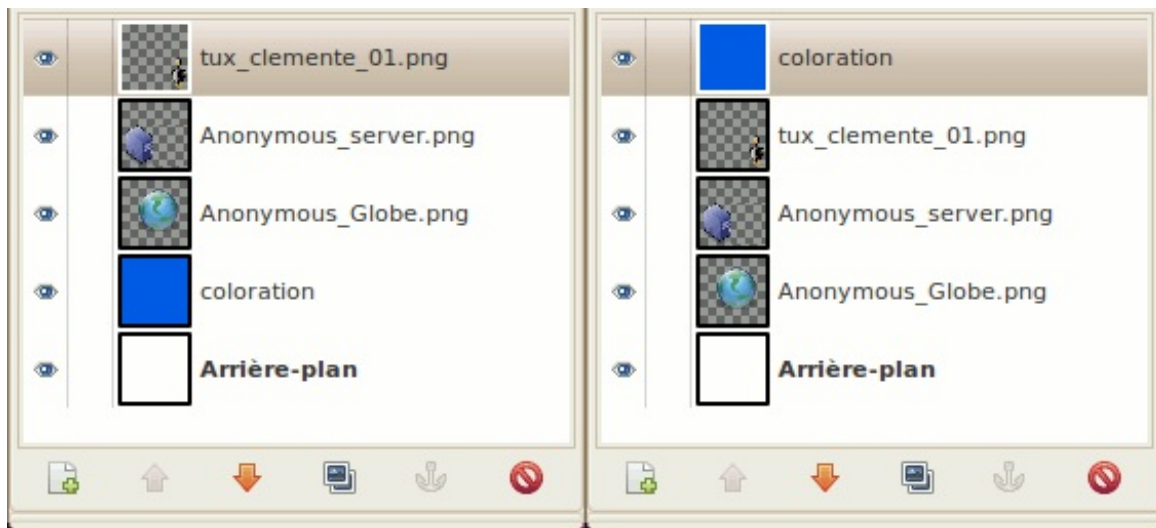 tux_clemente_01.png
Anonymous_server.png
Anonymous_Globe.png
coloration
Arrière-plan
coloration
tux_clemente_01.png
Anonymous_server.png
Anonymous_Globe.png
Arrière-plan